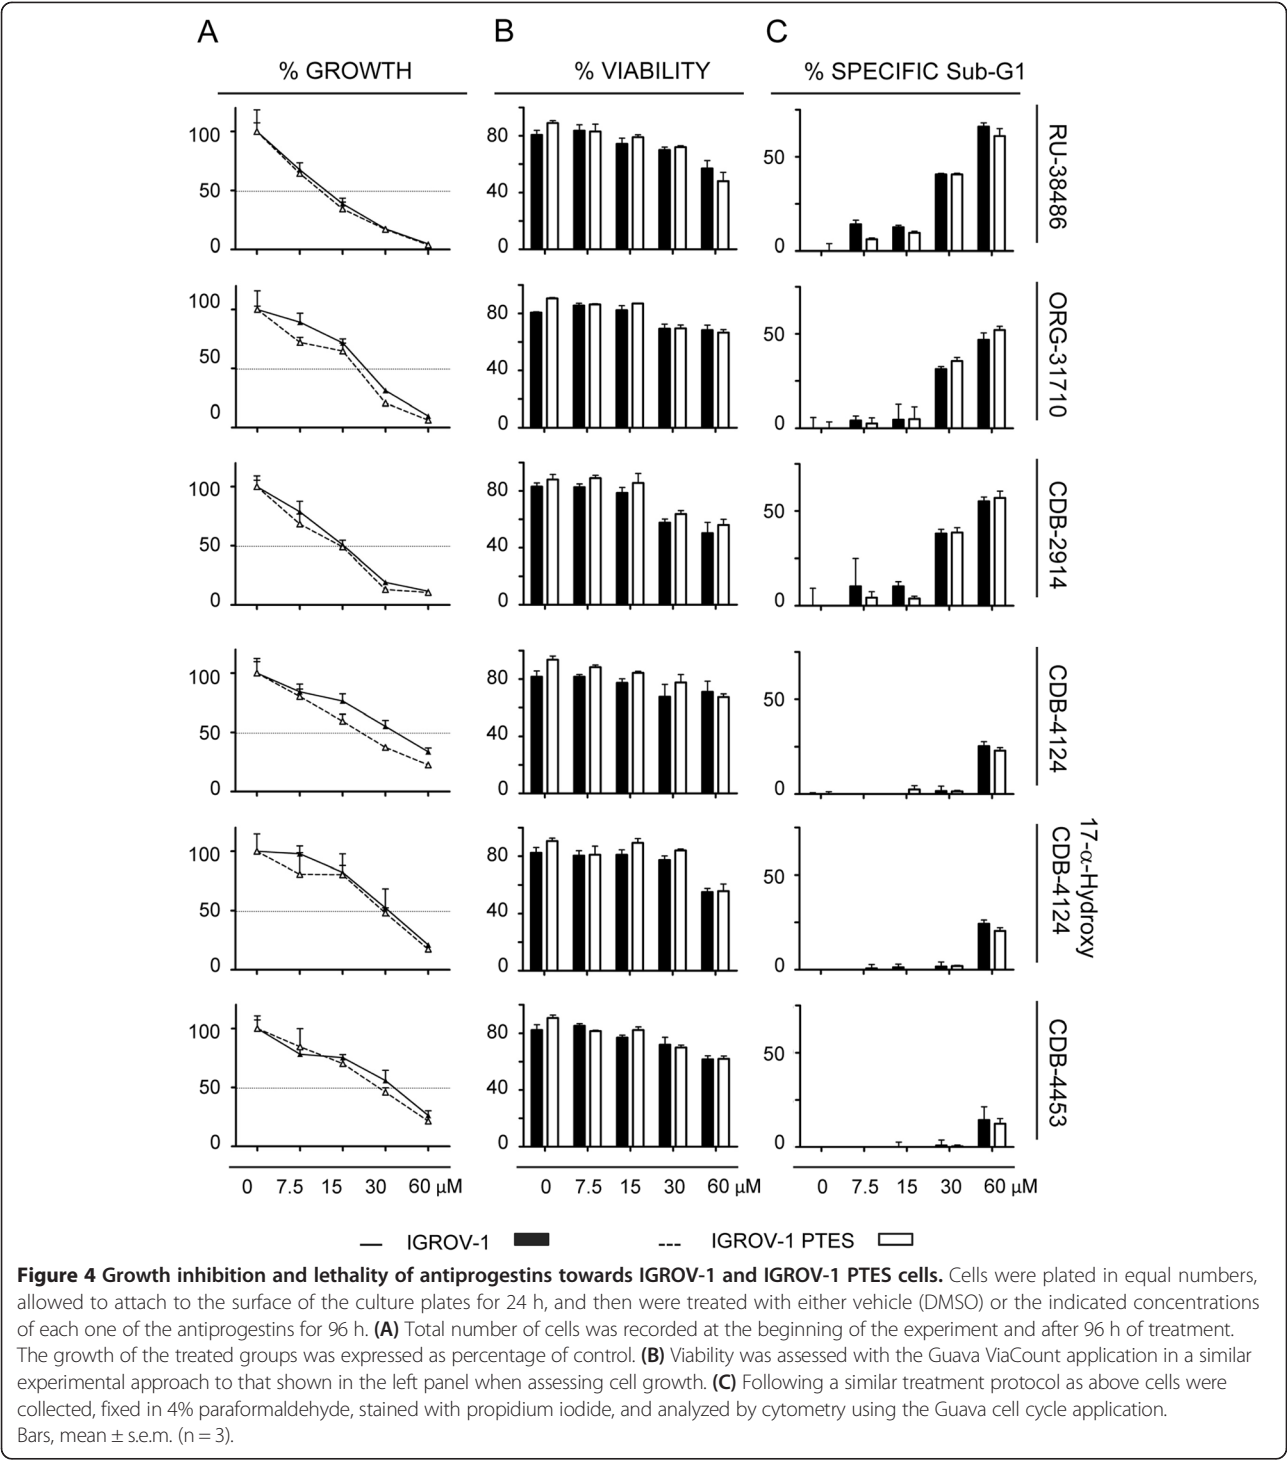 A B C
% GROWTH % VIABILITY % SPECIFIC Sub-G1
100
50
0
80
40
0
50
0
RU-38486
100
50
0
80
40
0
50
0
ORG-31710
100
50
0
80
40
0
50
0
CDB-2914
100
50
0
80
40
0
50
0
CDB-4124
100
50
0
80
40
0
50
0
17-α-Hydroxy
CDB-4124
100
50
0
80
40
0
50
0
CDB-4453
0 7.5 15 30 60 µM 0 7.5 15 30 60 µM 0 7.5 15 30 60 µM
IGROV-1 IGROV-1 PTES
Figure 4 Growth inhibition and lethality of antiprogestins towards IGROV-1 and IGROV-1 PTES cells. Cells were plated in equal numbers,
allowed to attach to the surface of the culture plates for 24 h, and then were treated with either vehicle (DMSO) or the indicated concentrations
of each one of the antiprogestins for 96 h. (A) Total number of cells was recorded at the beginning of the experiment and after 96 h of treatment.
The growth of the treated groups was expressed as percentage of control. (B) Viability was assessed with the Guava ViaCount application in a similar
experimental approach to that shown in the left panel when assessing cell growth. (C) Following a similar treatment protocol as above cells were
collected, fixed in 4% paraformaldehyde, stained with propidium iodide, and analyzed by cytometry using the Guava cell cycle application.
Bars, mean ± s.e.m. (n = 3).